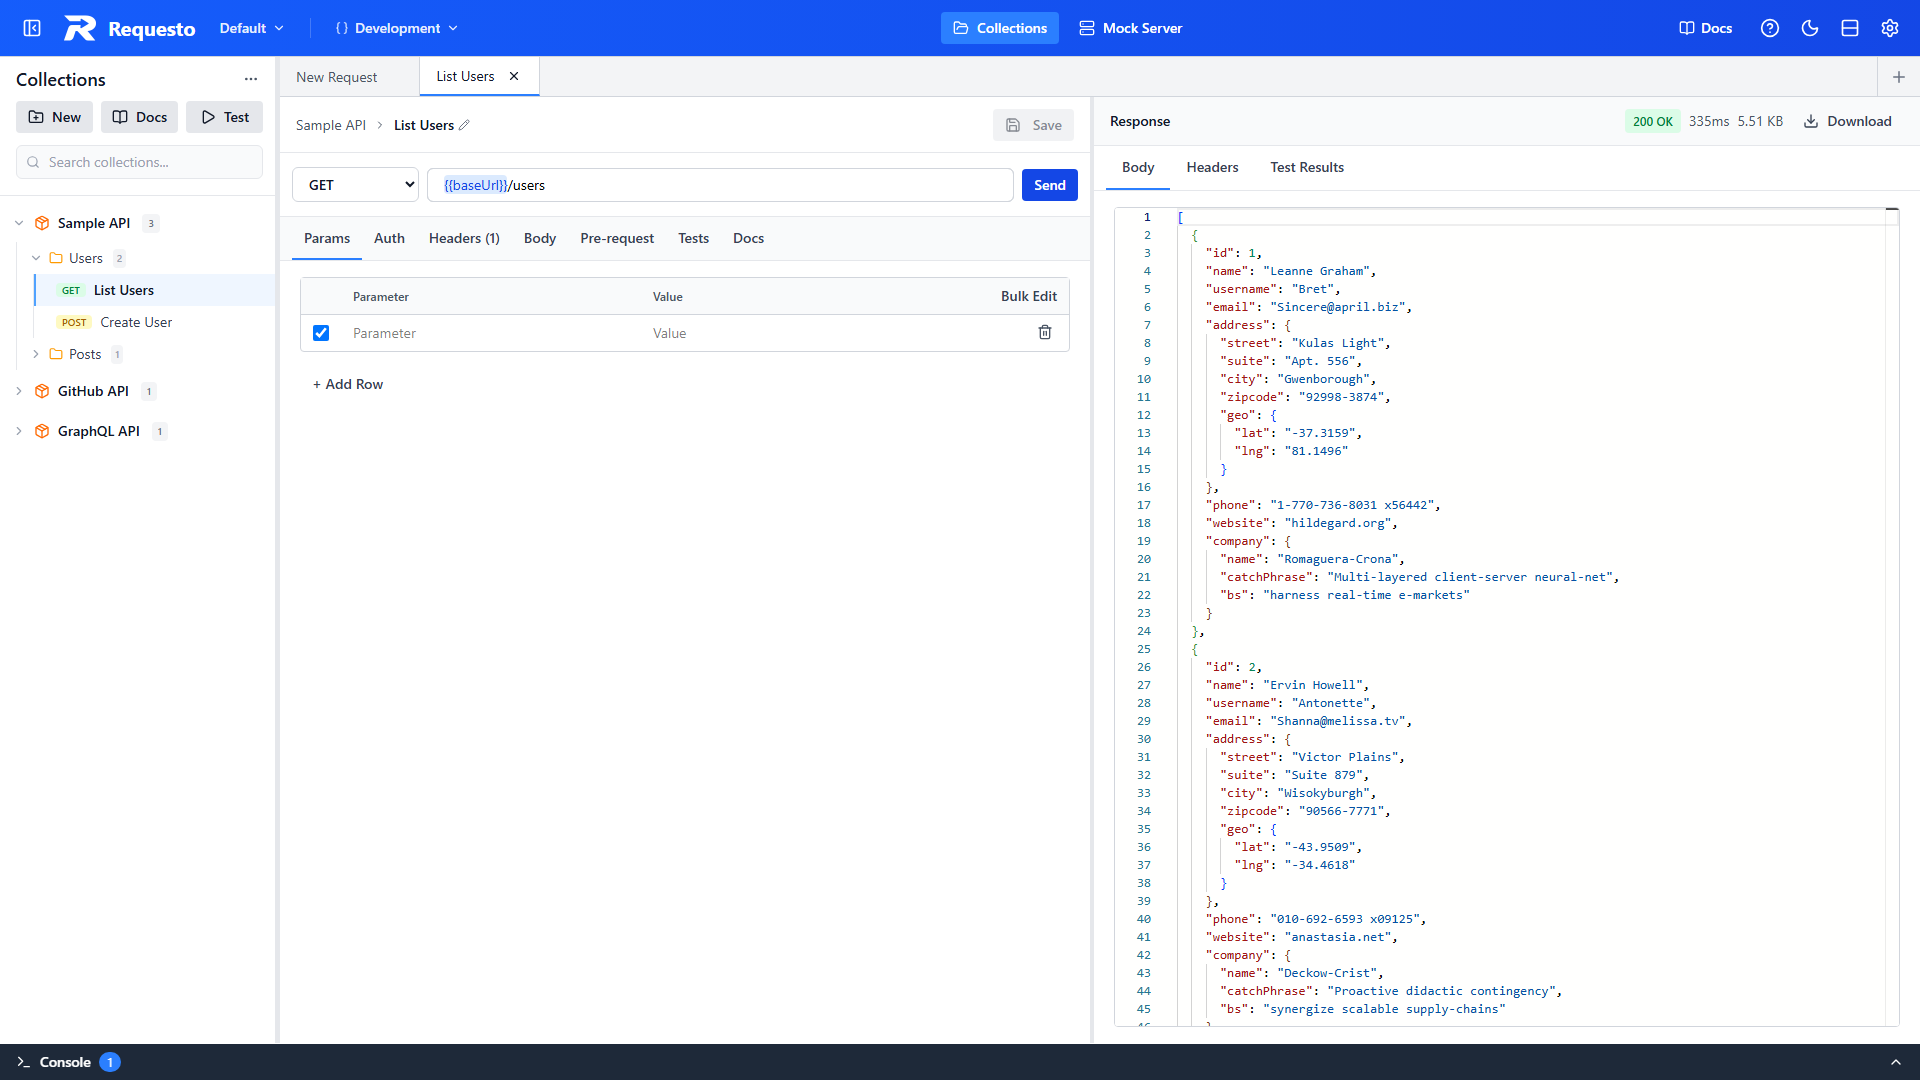 Requesto
Default
{ } Development
Collections
Mock Server
Docs
Collections
New
Docs
Test
Search collections...
Sample API 3
Users 2
GET List Users
POST Create User
Posts 1
GitHub API 1
GraphQL API 1
New Request
List Users
Sample API > List Users
Save
GET
{{baseUrl}}/users
Send
Params
Auth
Headers (1)
Body
Pre-request
Tests
Docs
Parameter
Value
Bulk Edit
Parameter
Value
+ Add Row
Response
200 OK 335ms 5.51 KB
Download
Body
Headers
Test Results
1 [
2 {
3 "id": 1,
4 "name": "Leanne Graham",
5 "username": "Bret",
6 "email": "Sincere@april.biz",
7 "address": {
8 "street": "Kulas Light",
9 "suite": "Apt. 556",
10 "city": "Gwenborough",
11 "zipcode": "92998-3874",
12 "geo": {
13 "lat": "-37.3159",
14 "lng": "81.1496"
15 }
16 },
17 "phone": "1-770-736-8031 x56442",
18 "website": "hildegard.org",
19 "company": {
20 "name": "Romaguera-Crona",
21 "catchPhrase": "Multi-layered client-server neural-net",
22 "bs": "harness real-time e-markets"
23 }
24 },
25 {
26 "id": 2,
27 "name": "Ervin Howell",
28 "username": "Antonette",
29 "email": "Shanna@melissa.tv",
30 "address": {
31 "street": "Victor Plains",
32 "suite": "Suite 879",
33 "city": "Wisokyburgh",
34 "zipcode": "90566-7771",
35 "geo": {
36 "lat": "-43.9509",
37 "lng": "-34.4618"
38 }
39 },
40 "phone": "010-692-6593 x09125",
41 "website": "anastasia.net",
42 "company": {
43 "name": "Deckow-Crist",
44 "catchPhrase": "Proactive didactic contingency",
45 "bs": "synergize scalable supply-chains"
46 }
Console 1